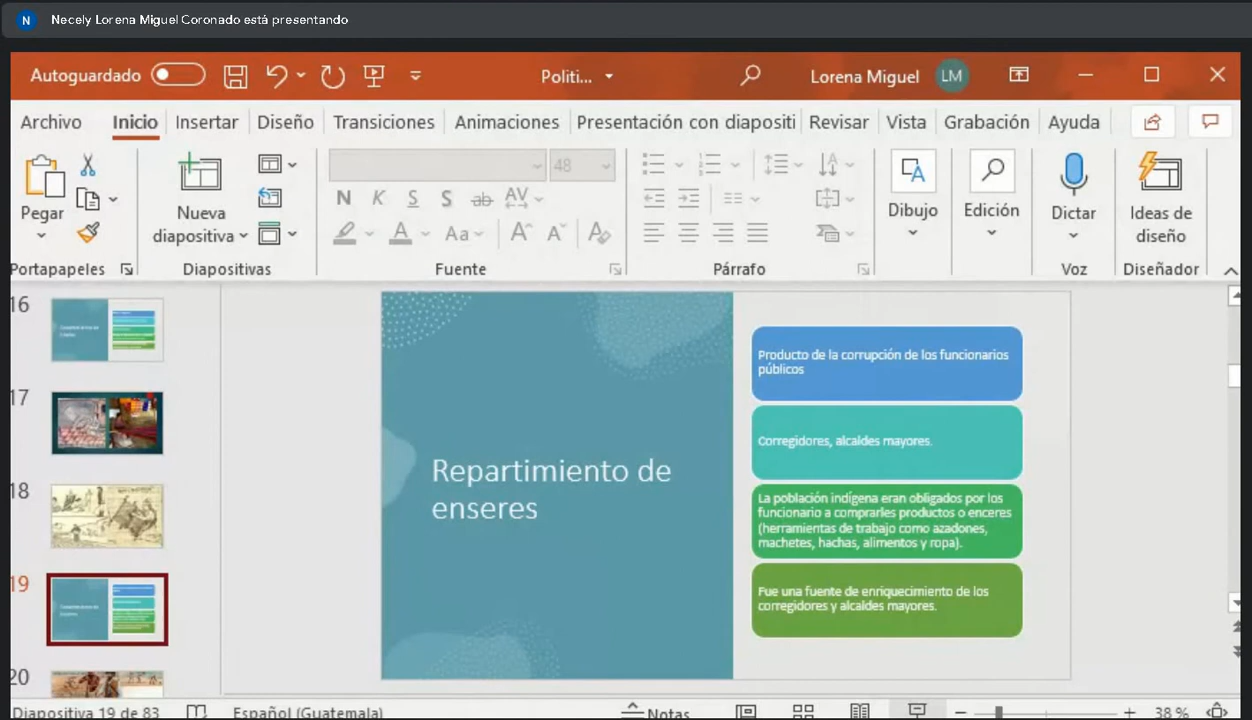 N Necely Lorena Miguel Coronado está presentando
Autoguardado
Politi...
Lorena Miguel LM
Archivo Inicio Insertar Diseño Transiciones Animaciones Presentación con diapositi Revisar Vista Grabación Ayuda
48
Pegar
Nueva
diapositiva
N K S S ab AV
A Aa A A A
Dibujo
Edición
Dictar
Ideas de
diseño
Portapapeles Diapositivas Fuente Párrafo Voz Diseñador
16
17
18
19
20
Repartimiento de
enseres
Producto de la corrupción de los funcionarios
públicos
Corregidores, alcaldes mayores.
La población indígena eran obligados por los
funcionario a comprarles productos o enceres
(herramientas de trabajo como azadones,
machetes, hachas, alimentos y ropa).
Fue una fuente de enriquecimiento de los
corregidores y alcaldes mayores.
Diapositiva 19 de 83 Español (Guatemala) Notas 38 %